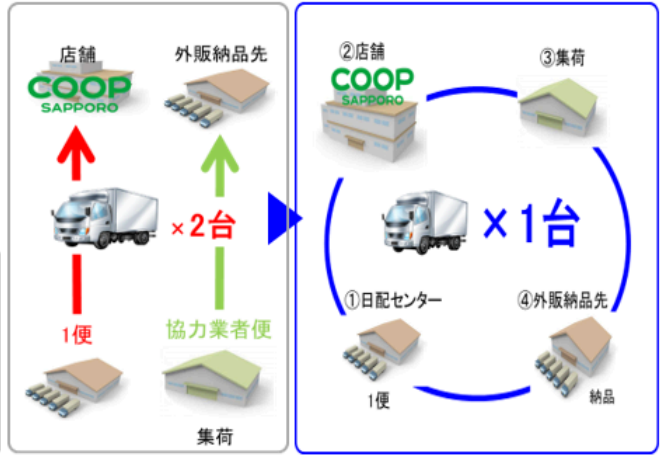 店舗
COOP
SAPPORO
外販納品先
×2台
1便
協力業者便
集荷
②店舗
COOP
SAPPORO
③集荷
×1台
①日配センター
1便
④外販納品先
納品